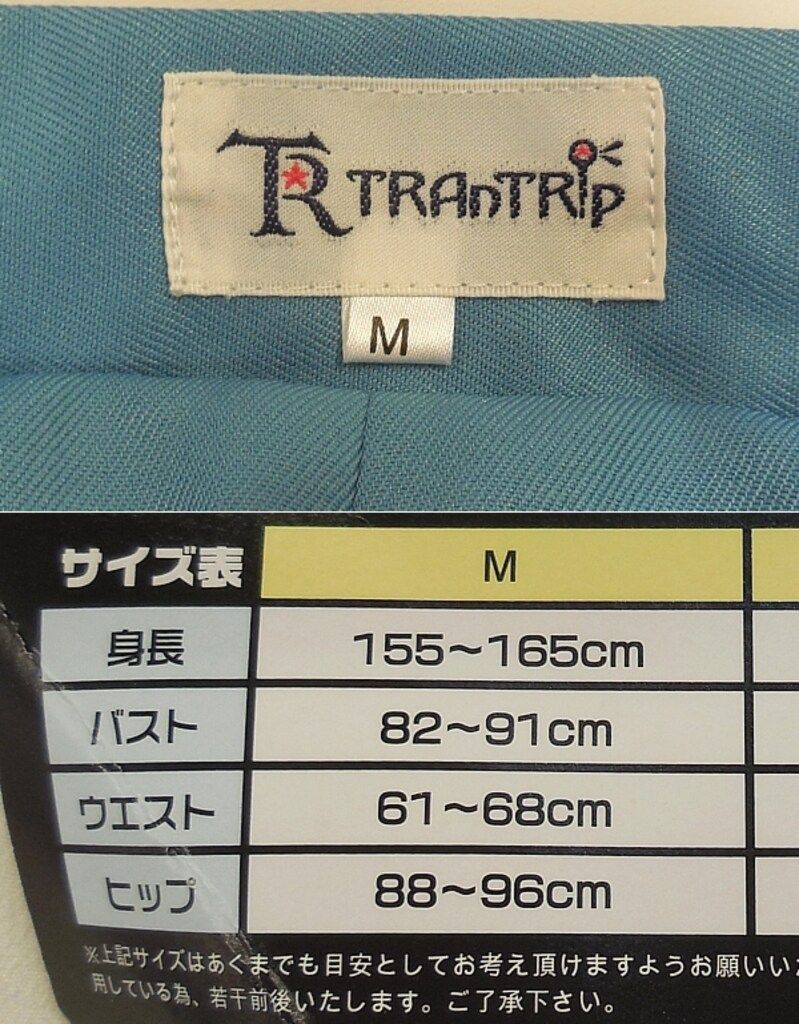 TR TRAnTRip
M
サイズ表 M
身長 155～165cm
バスト 82～91cm
ウエスト 61～68cm
ヒップ 88～96cm
※上記サイズはあくまでも目安としてお考え頂けますようお願いいた
用している為、若干前後いたします。ご了承下さい。